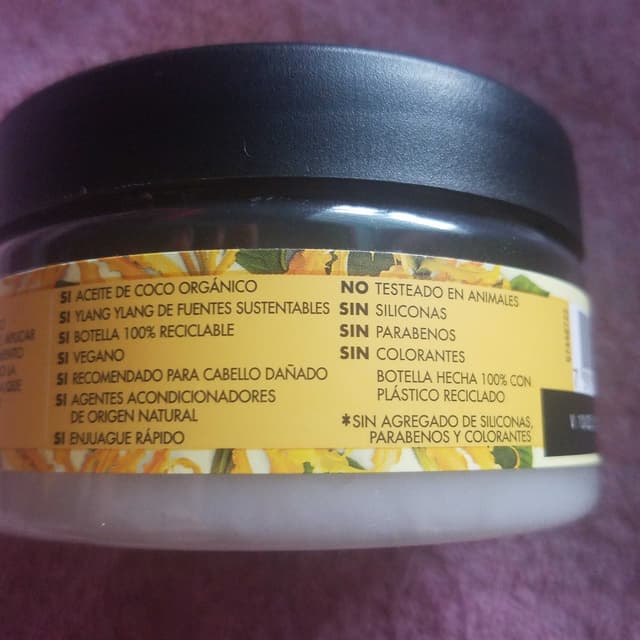 SI ACEITE DE COCO ORGÁNICO
SI YLANG YLANG DE FUENTES SUSTENTABLES
SI BOTELLA 100% RECICLABLE
SI VEGANO
SI RECOMENDADO PARA CABELLO DAÑADO
SI AGENTES ACONDICIONADORES
DE ORIGEN NATURAL
SI ENJUAGUE RÁPIDO
NO TESTEADO EN ANIMALES
SIN SILICONAS
SIN PARABENOS
SIN COLORANTES
BOTELLA HECHA 100% CON
PLÁSTICO RECICLADO
*SIN AGREGADO DE SILICONAS,
PARABENOS Y COLORANTES